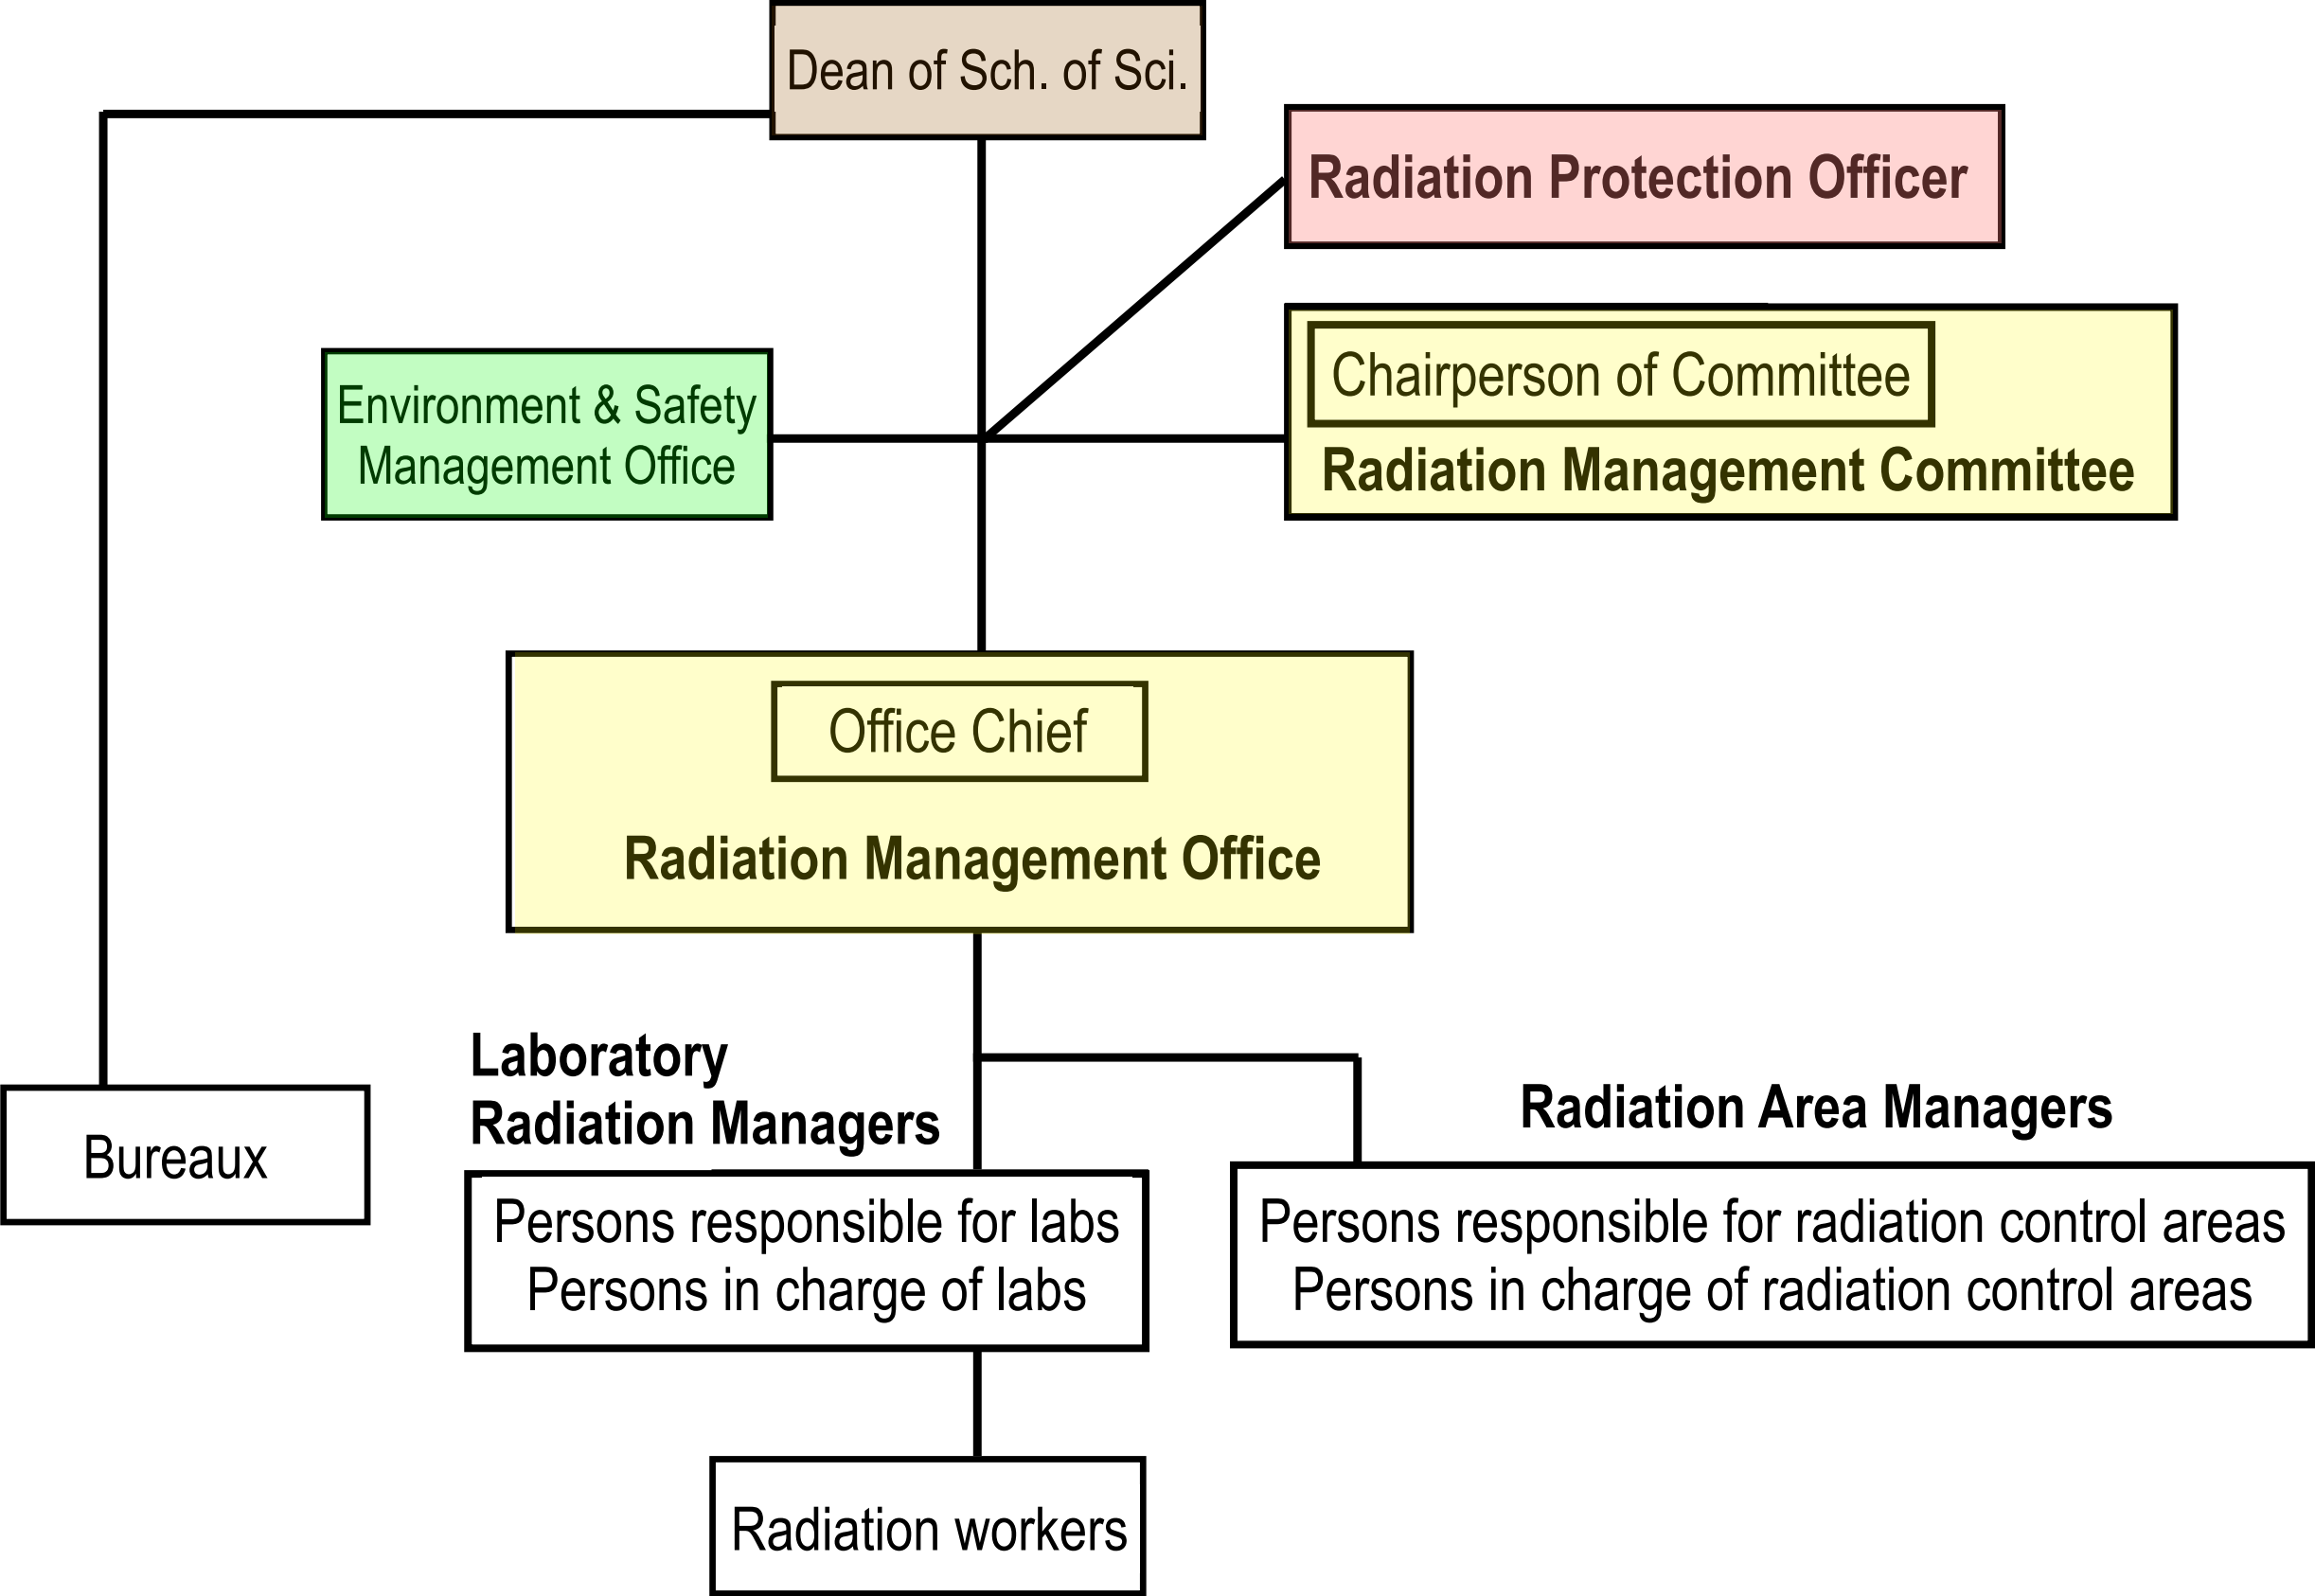 Dean of Sch. of Sci.
Radiation Protection Officer
Environment & Safety
Management Office
Chairperson of Committee
Radiation Management Committee
Office Chief
Radiation Management Office
Laboratory
Radiation Managers
Radiation Area Managers
Bureaux
Persons responsible for labs
Persons in charge of labs
Persons responsible for radiation control areas
Persons in charge of radiation control areas
Radiation workers